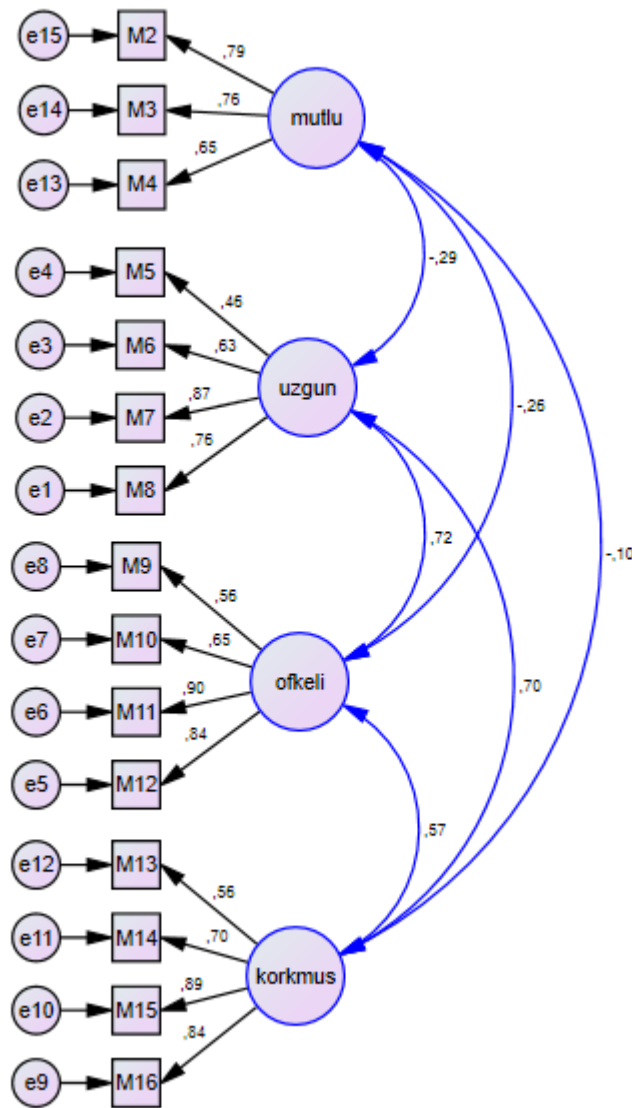 e15 M2 ,79
e14 M3 ,76 mutlu
e13 M4 ,65
-,29
e4 M5 ,46
e3 M6 ,63 uzgun
e2 M7 ,87 -,26
e1 M8 ,76
,72
-,10
e8 M9 ,56
e7 M10 ,65
e6 M11 ,90 ofkeli ,70
e5 M12 ,84
,57
e12 M13 ,56
e11 M14 ,70 korkmus
e10 M15 ,89
e9 M16 ,84